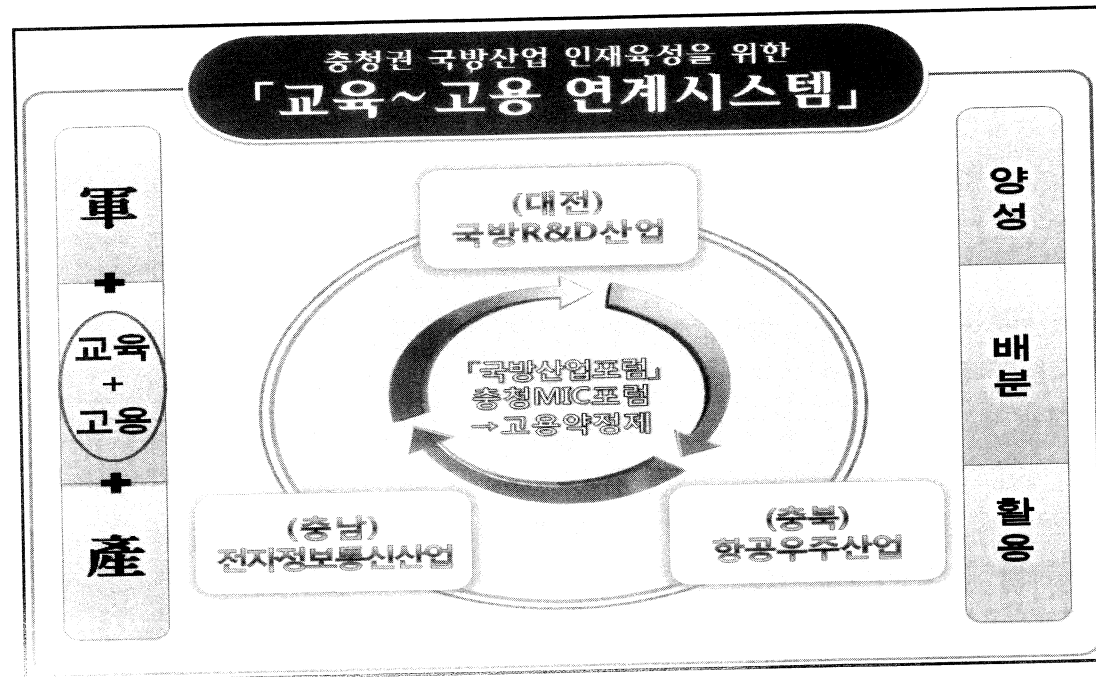 충청권 국방산업 인재육성을 위한
「교육~고용 연계시스템」
軍
+
교육
+
고용
+
産
(대전)
국방R&D산업
「국방산업포럼」
충청MIC포럼
→고용약정제
(충남)
전자정보통신산업
(충북)
항공우주산업
양
성
배
분
활
용